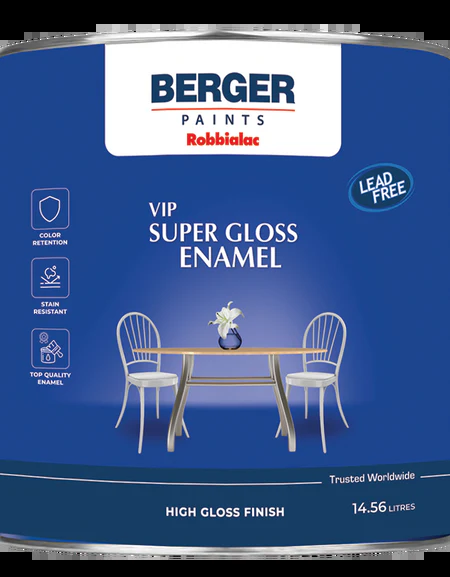 BERGER
PAINTS
Robbialac
LEAD
FREE
VIP
SUPER GLOSS
ENAMEL
COLOR
RETENTION
STAIN
RESISTANT
TOP QUALITY
ENAMEL
Trusted Worldwide
HIGH GLOSS FINISH
14.56 LITRES